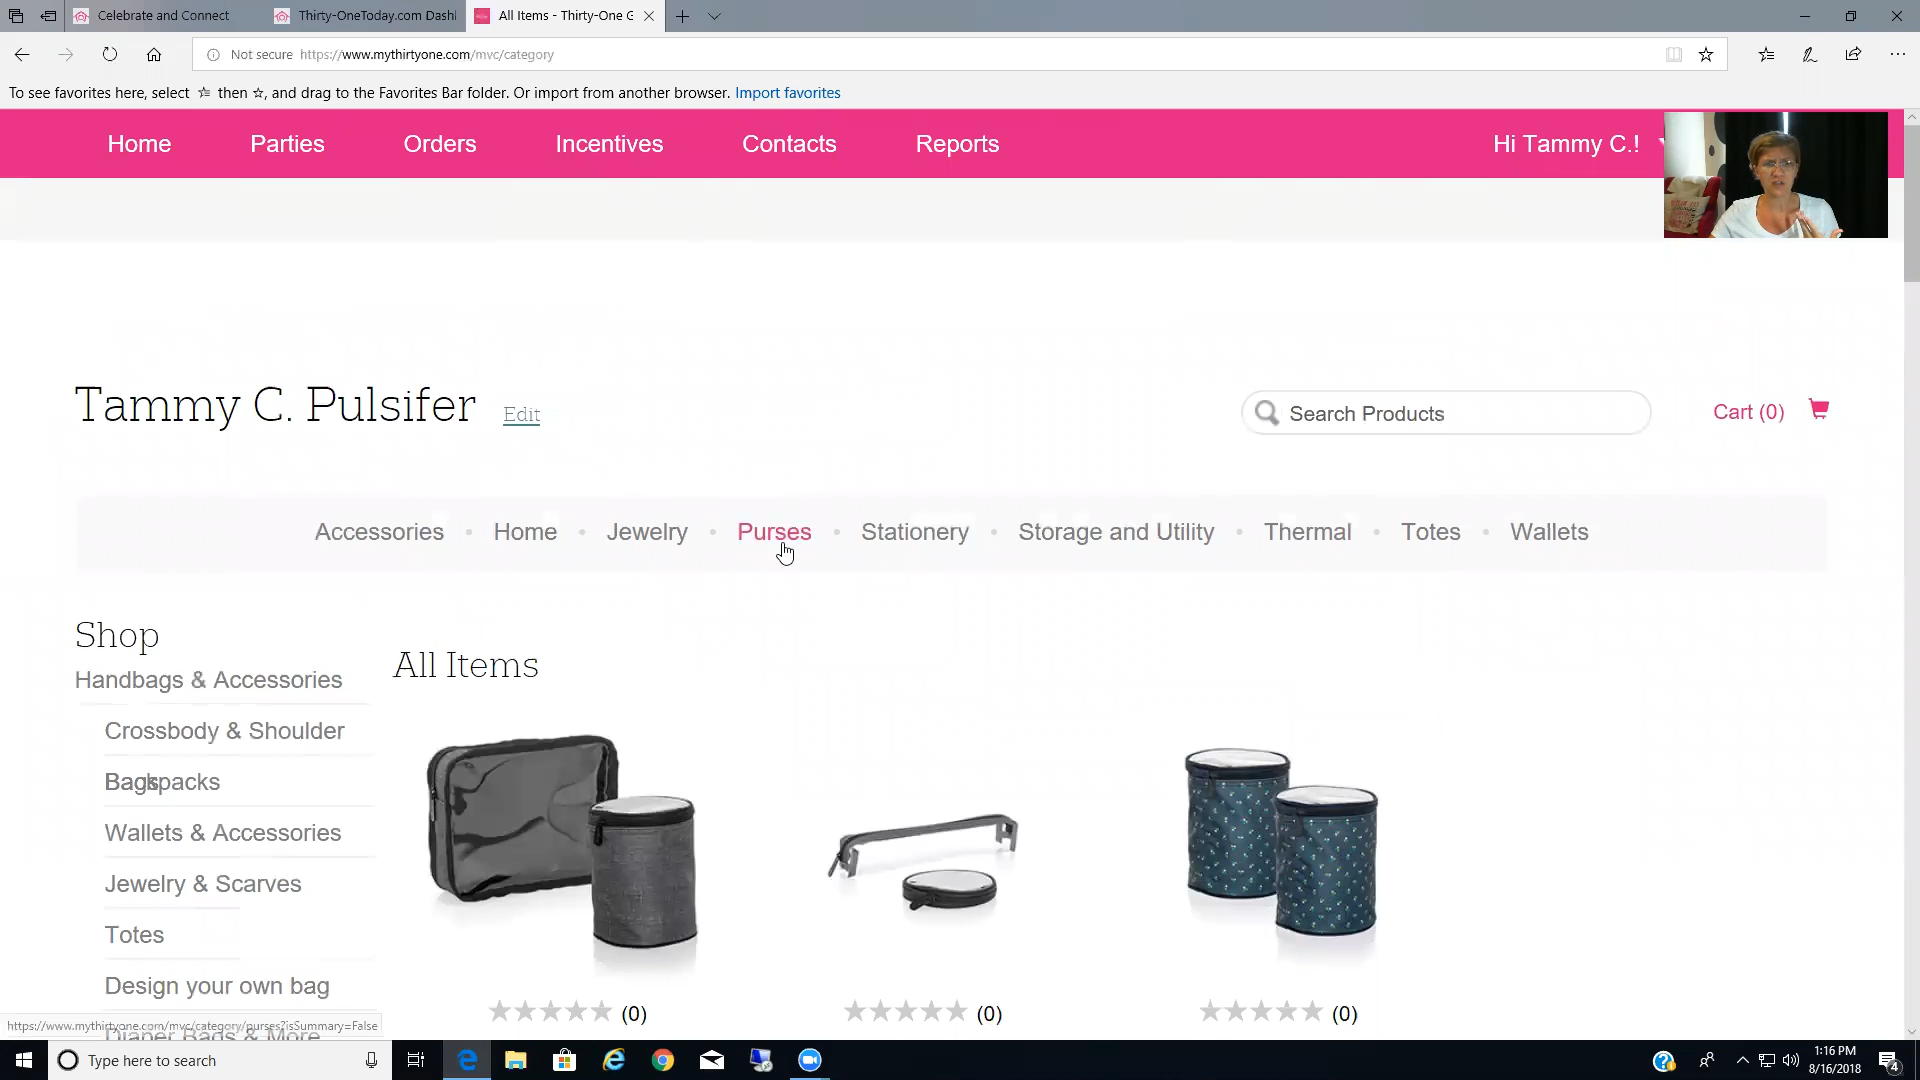 Celebrate and Connect
Thirty-OneToday.com Dashl
All Items - Thirty-One G
Not secure https://www.mythirtyone.com/mvc/category
To see favorites here, select then , and drag to the Favorites Bar folder. Or import from another browser. Import favorites
Home Parties Orders Incentives Contacts Reports Hi Tammy C.!
Tammy C. Pulsifer Edit
Search Products
Cart (0)
Accessories • Home • Jewelry • Purses • Stationery • Storage and Utility • Thermal • Totes • Wallets
Shop
All Items
Handbags & Accessories
Crossbody & Shoulder
Bags
Backpacks
Wallets & Accessories
Jewelry & Scarves
Totes
Design your own bag
(0) (0) (0)
https://www.mythirtyone.com/mvc/category/purses?isSummary=False
Diaper Bags & More
Type here to search
1:16 PM
8/16/2018
4